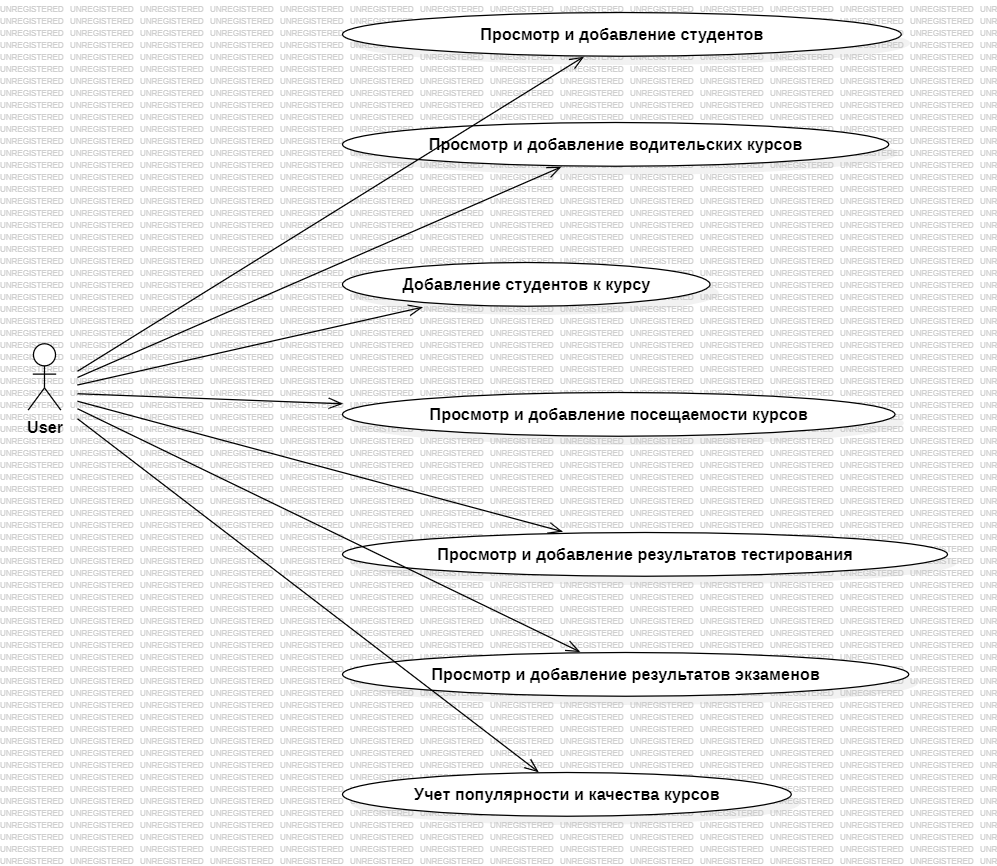 Просмотр и добавление студентов
Просмотр и добавление водительских курсов
Добавление студентов к курсу
User
Просмотр и добавление посещаемости курсов
Просмотр и добавление результатов тестирования
Просмотр и добавление результатов экзаменов
Учет популярности и качества курсов
UNREGISTERED